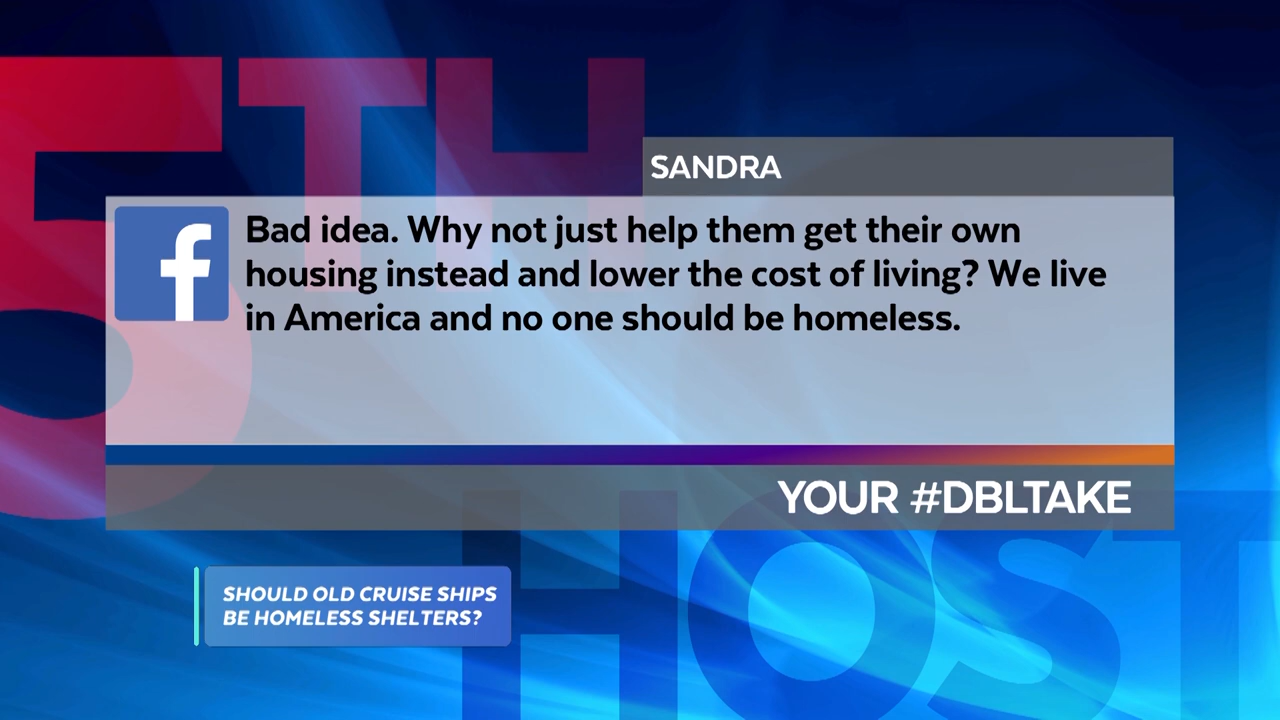 5TH
SANDRA
f
Bad idea. Why not just help them get their own
housing instead and lower the cost of living? We live
in America and no one should be homeless.
YOUR #DBLTAKE
HOST
SHOULD OLD CRUISE SHIPS
BE HOMELESS SHELTERS?